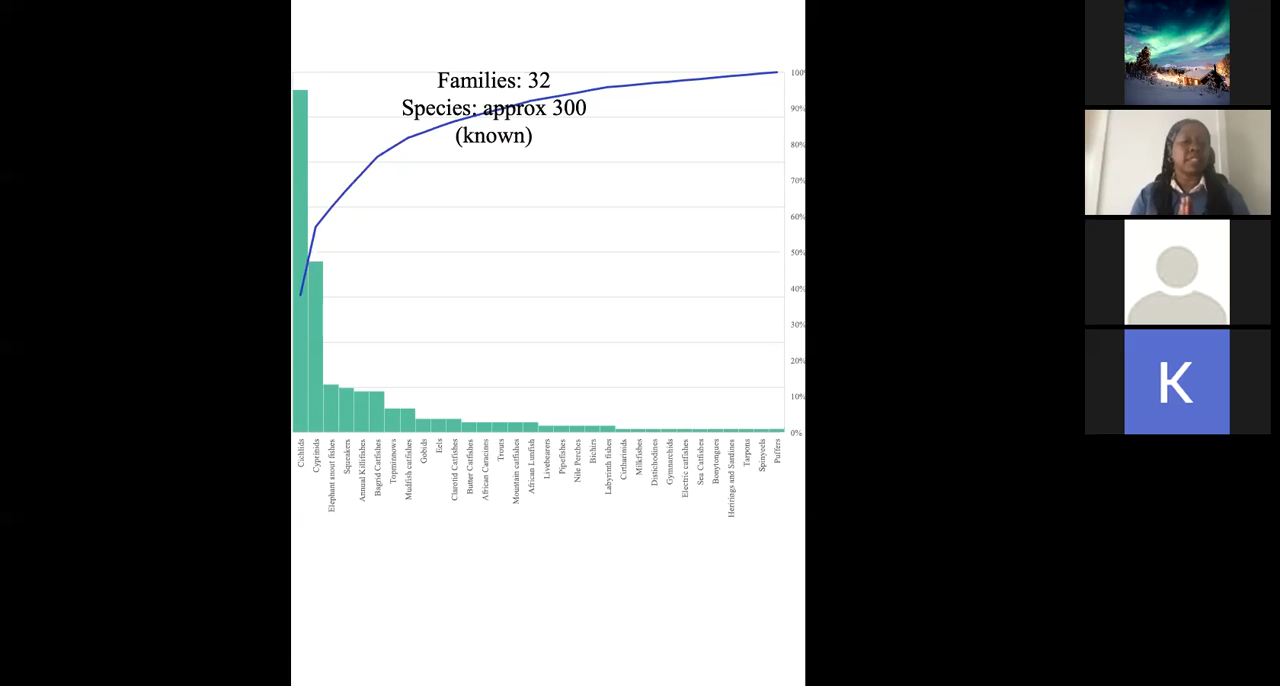 Families: 32
Species: approx 300
(known)
100%
90%
80%
70%
60%
50%
40%
30%
20%
10%
0%
Cichlids
Cyprinids
Elephant snout fishes
Squeakers
Annual Killifishes
Bagrid Catfishes
Topminnows
Mudfish catfishes
Gobids
Eels
Clarotid Catfishes
Butter Catfishes
African Caracines
Trouts
Mountain catfishes
African Lunfish
Livebearers
Pipefishes
Nile Perches
Bichirs
Labyrinth fishes
Citharinids
Milkfishes
Distichodines
Gymnarchids
Electric catfishes
Sea Catfishes
Bonytongues
Herirings and Sardines
Tarpons
Spinyeels
Puffers
K